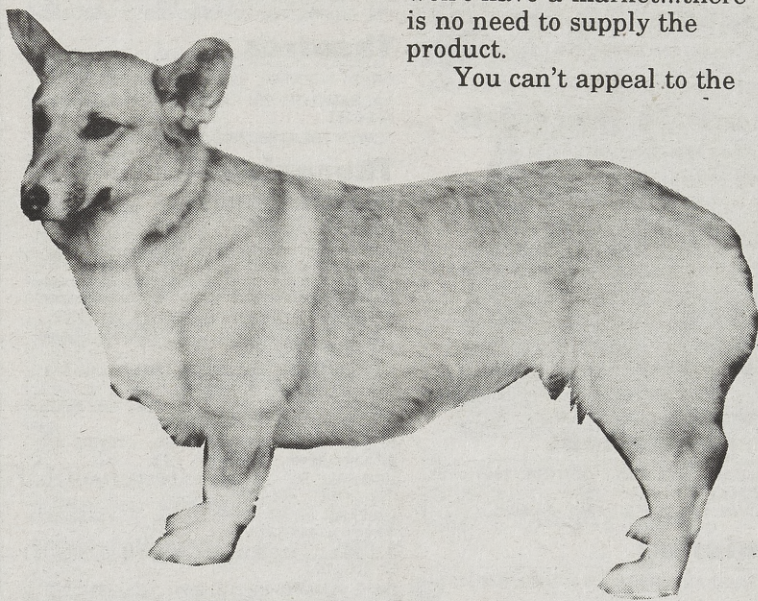 is no need to supply the
product.
You can't appeal to the